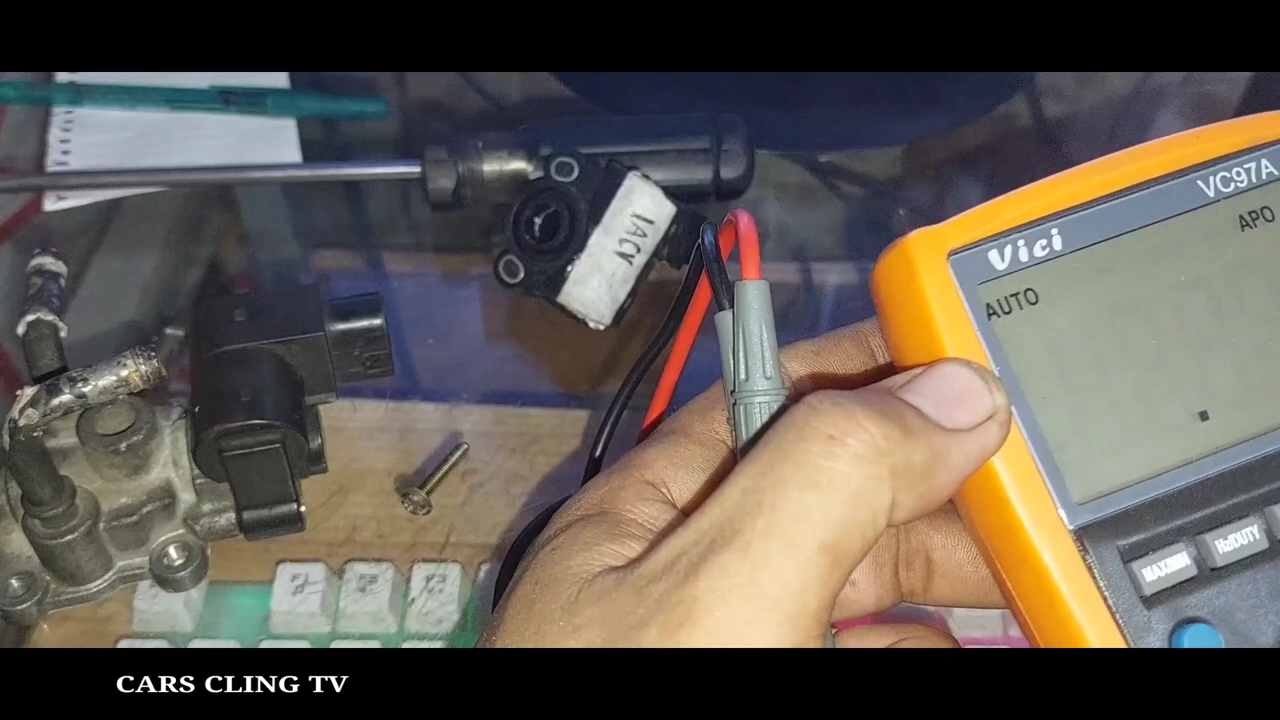 VC97A
Vici
APO
AUTO
IACV
MAX/MIN
Hz/DUTY
CARS CLING TV